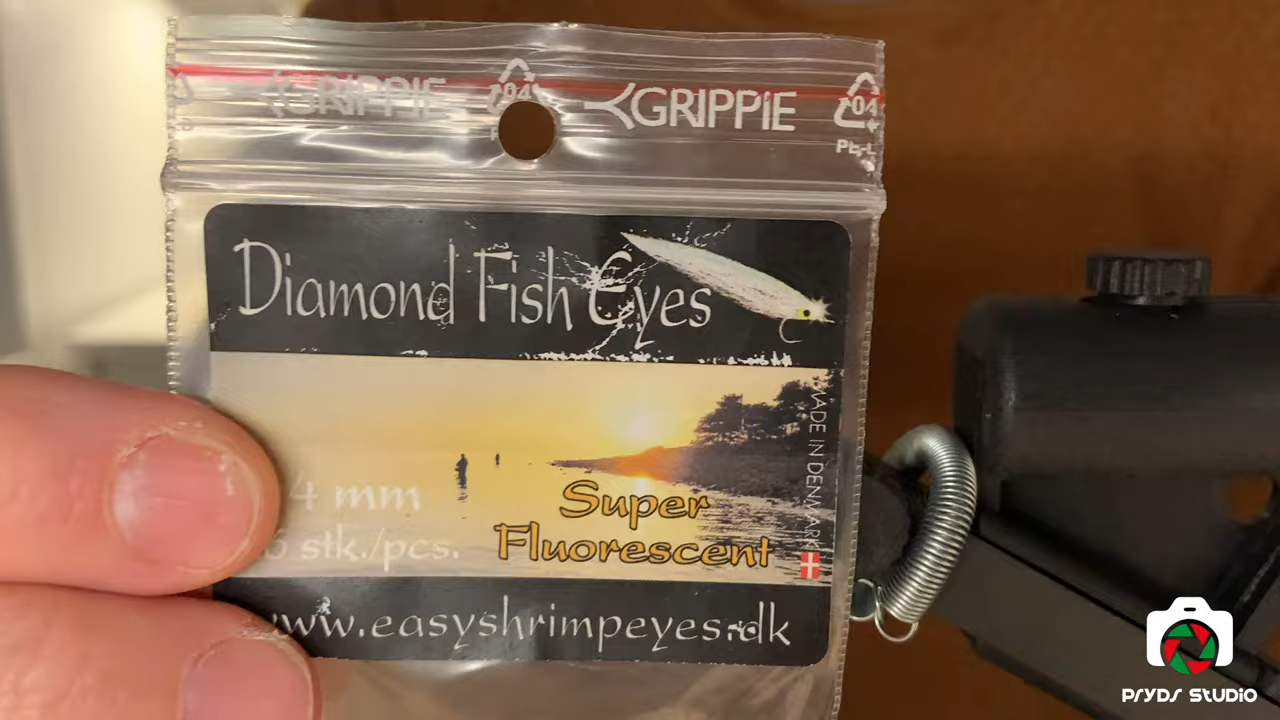 GRIPPIE 04 GRIPPIE 04
Diamond Fish Eyes
MADE IN DENMARK
4 mm
stk./pcs.
Super
Fluorescent
www.easyshrimpeyes.dk
PRYDS STUDIO